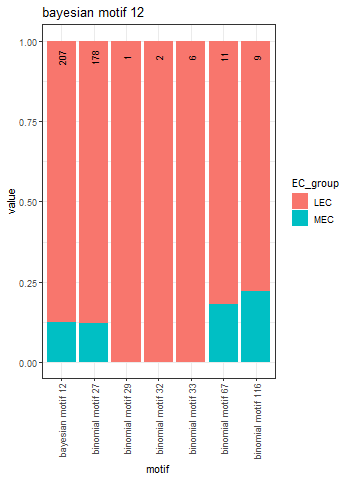 bayesian motif 12
207
178
1
2
6
11
9
1.00
0.75
0.50
0.25
0.00
value
bayesian motif 12
binomial motif 27
binomial motif 29
binomial motif 32
binomial motif 33
binomial motif 67
binomial motif 116
motif
EC_group
LEC
MEC